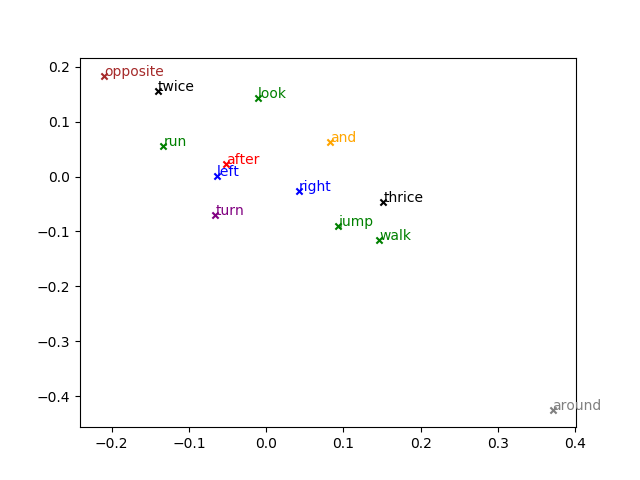 0.2
opposite
twice
look
0.1
and
run
after
left
0.0
right
thrice
turn
jump
−0.1
walk
−0.2
−0.3
−0.4
around
−0.2 −0.1 0.0 0.1 0.2 0.3 0.4